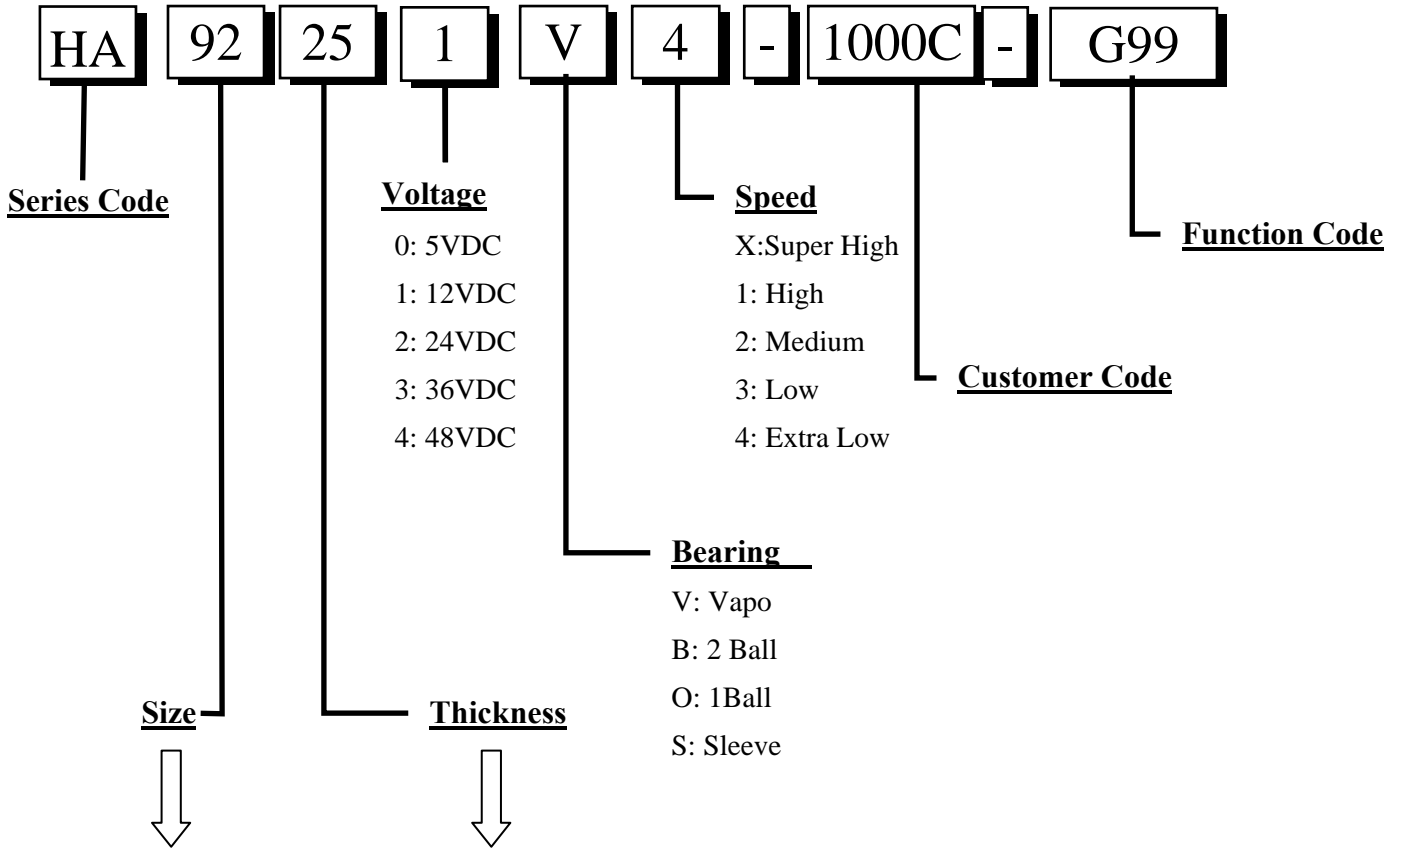 HA 92 25 1 V 4 - 1000C - G99
Series Code
Voltage
0: 5VDC
1: 12VDC
2: 24VDC
3: 36VDC
4: 48VDC
Speed
X:Super High
1: High
2: Medium
3: Low
4: Extra Low
Function Code
Customer Code
Bearing
V: Vapo
B: 2 Ball
O: 1Ball
S: Sleeve
Size
Thickness